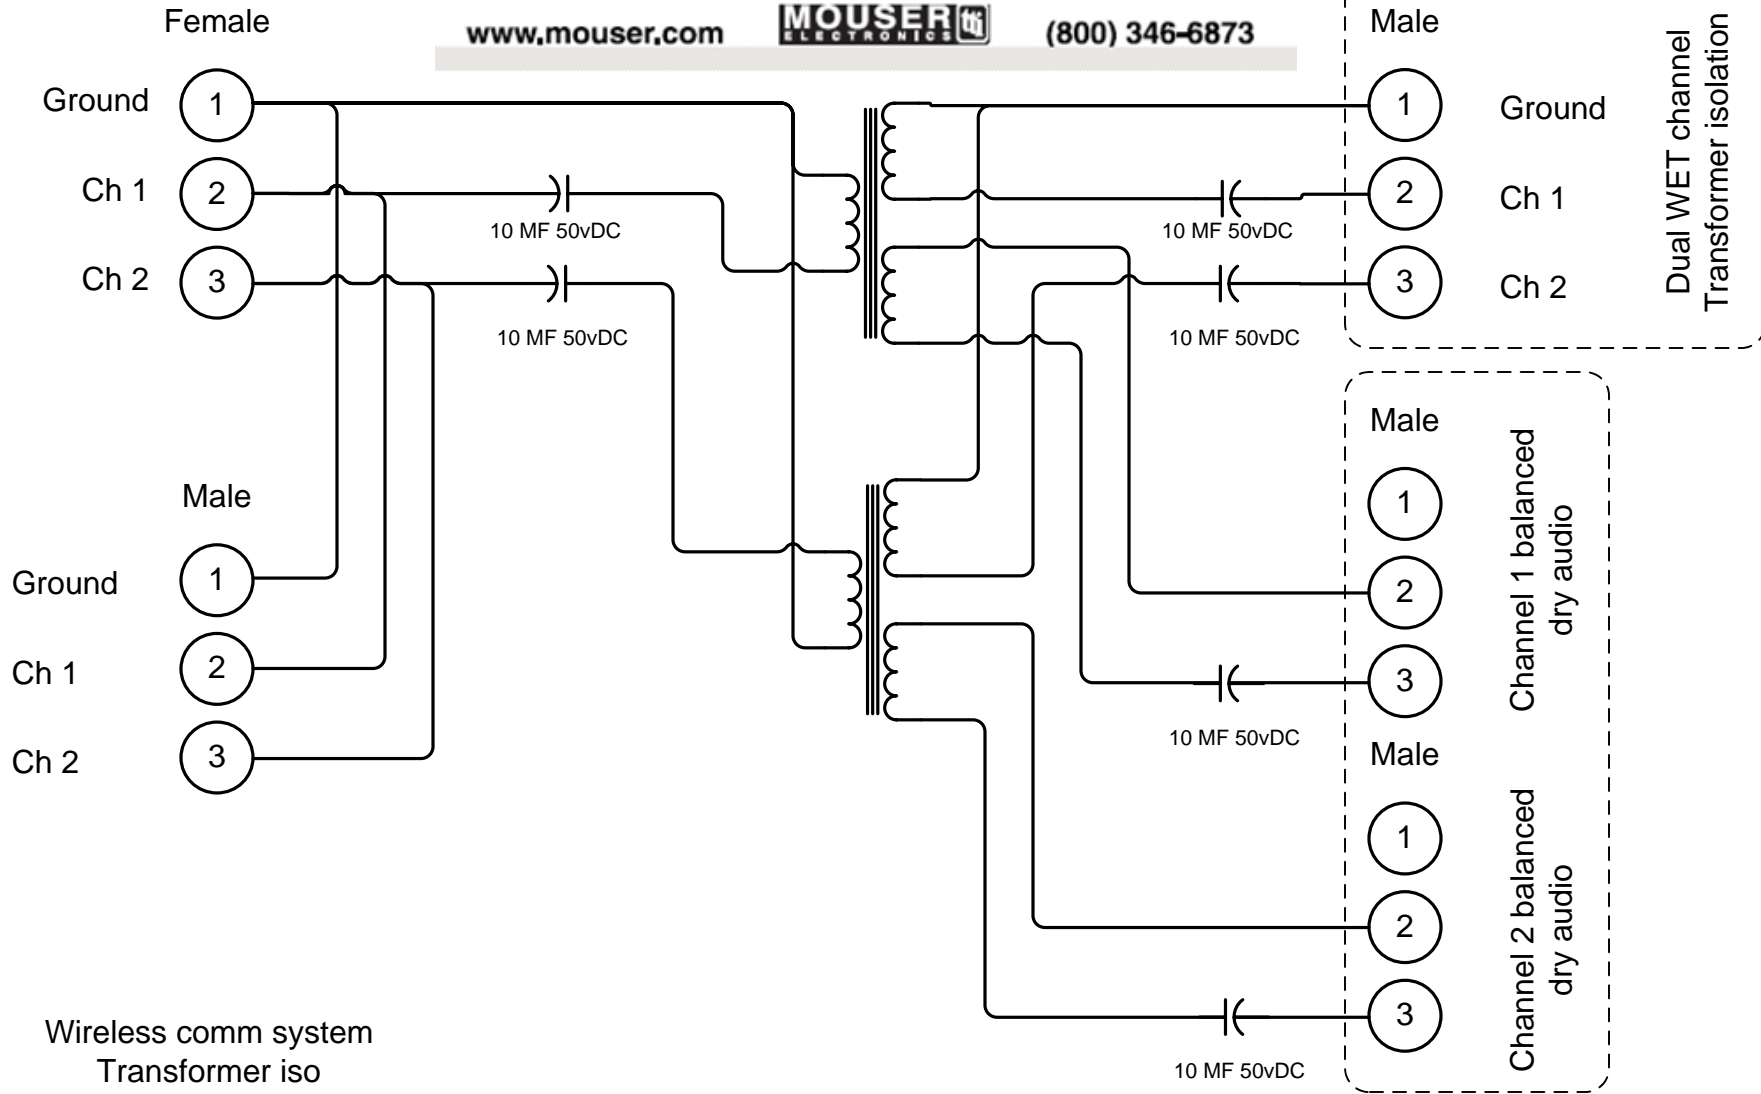 Female
www.mouser.com
MOUSER
ELECTRONICS
tti
(800) 346-6873
Ground
1
Ch 1
2
Ch 2
3
10 MF 50vDC
10 MF 50vDC
Male
Ground
1
Ch 1
2
Ch 2
3
Wireless comm system
Transformer iso
Male
1
Ground
2
Ch 1
3
Ch 2
10 MF 50vDC
10 MF 50vDC
Dual WET channel
Transformer isolation
Male
1
2
3
10 MF 50vDC
Channel 1 balanced
dry audio
Male
1
2
3
10 MF 50vDC
Channel 2 balanced
dry audio